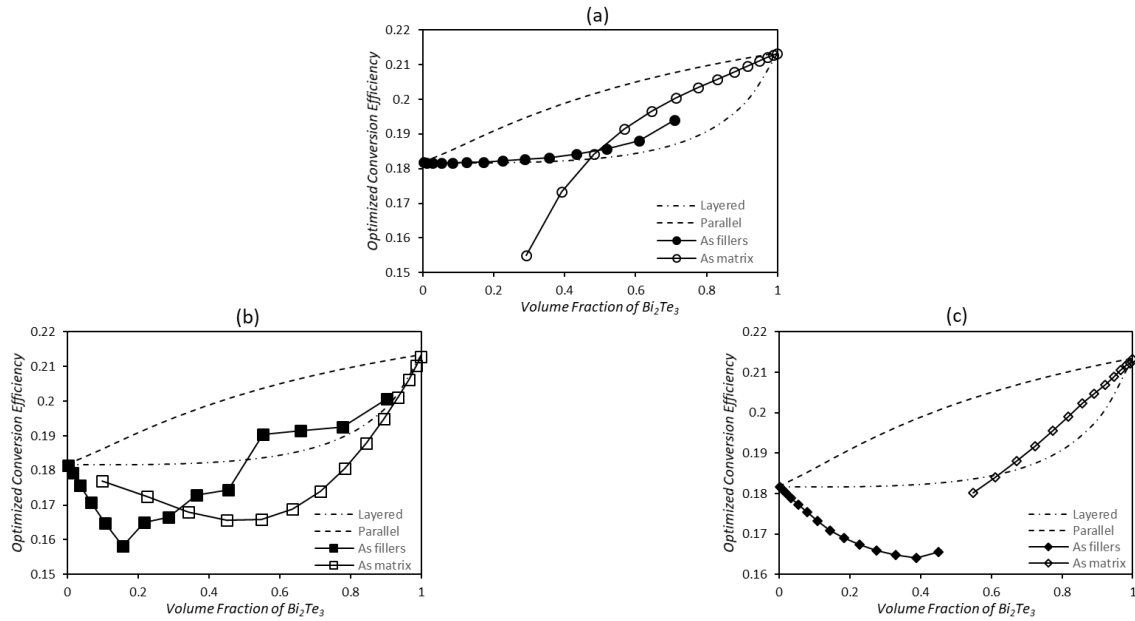 (a)
0.22
0.21
0.2
0.19
0.18
0.17
0.16
0.15
Optimized Conversion Efficiency
0
0.2
0.4
0.6
0.8
1
Volume Fraction of Bi₂Te₃
Layered
Parallel
As fillers
As matrix
(b)
0.22
0.21
0.2
0.19
0.18
0.17
0.16
0.15
Optimized Conversion Efficiency
0
0.2
0.4
0.6
0.8
1
Volume Fraction of Bi₂Te₃
Layered
Parallel
As fillers
As matrix
(c)
0.22
0.21
0.2
0.19
0.18
0.17
0.16
Optimized Conversion Efficiency
0
0.2
0.4
0.6
0.8
1
Volume Fraction of Bi₂Te₃
Layered
Parallel
As fillers
As matrix